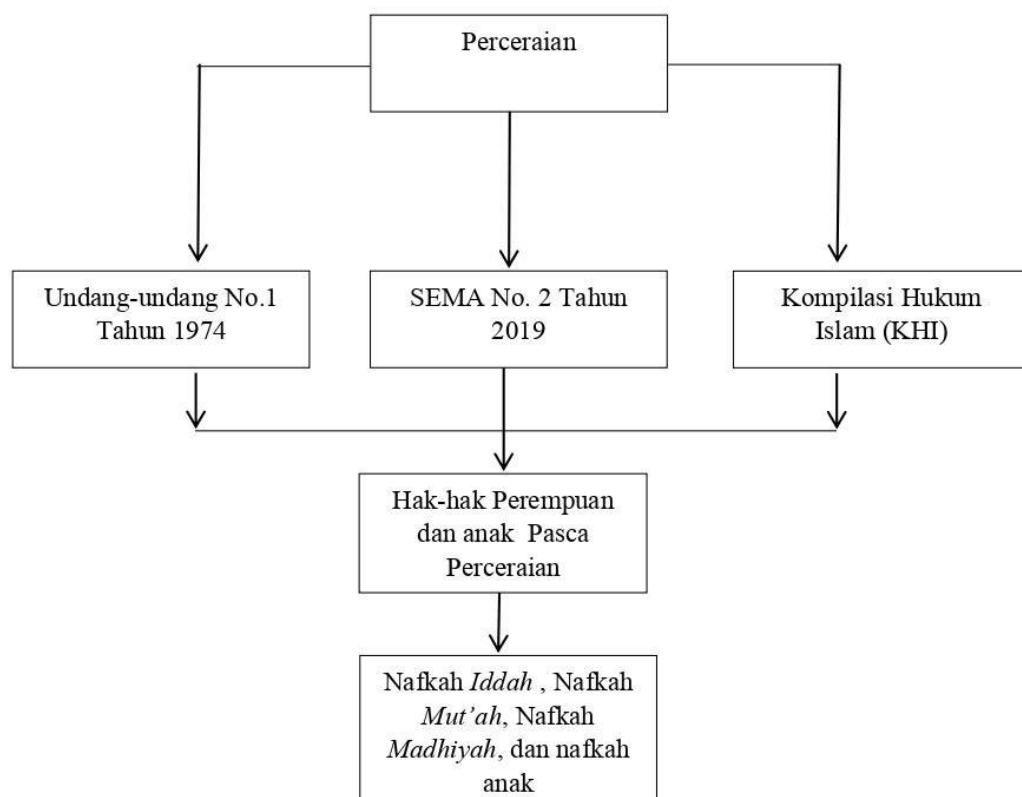 Perceraian
Undang-undang No.1
Tahun 1974
SEMA No. 2 Tahun
2019
Kompilasi Hukum
Islam (KHI)
Hak-hak Perempuan
dan anak Pasca
Perceraian
Nafkah Iddah , Nafkah
Mut’ah, Nafkah
Madhiyah, dan nafkah
anak